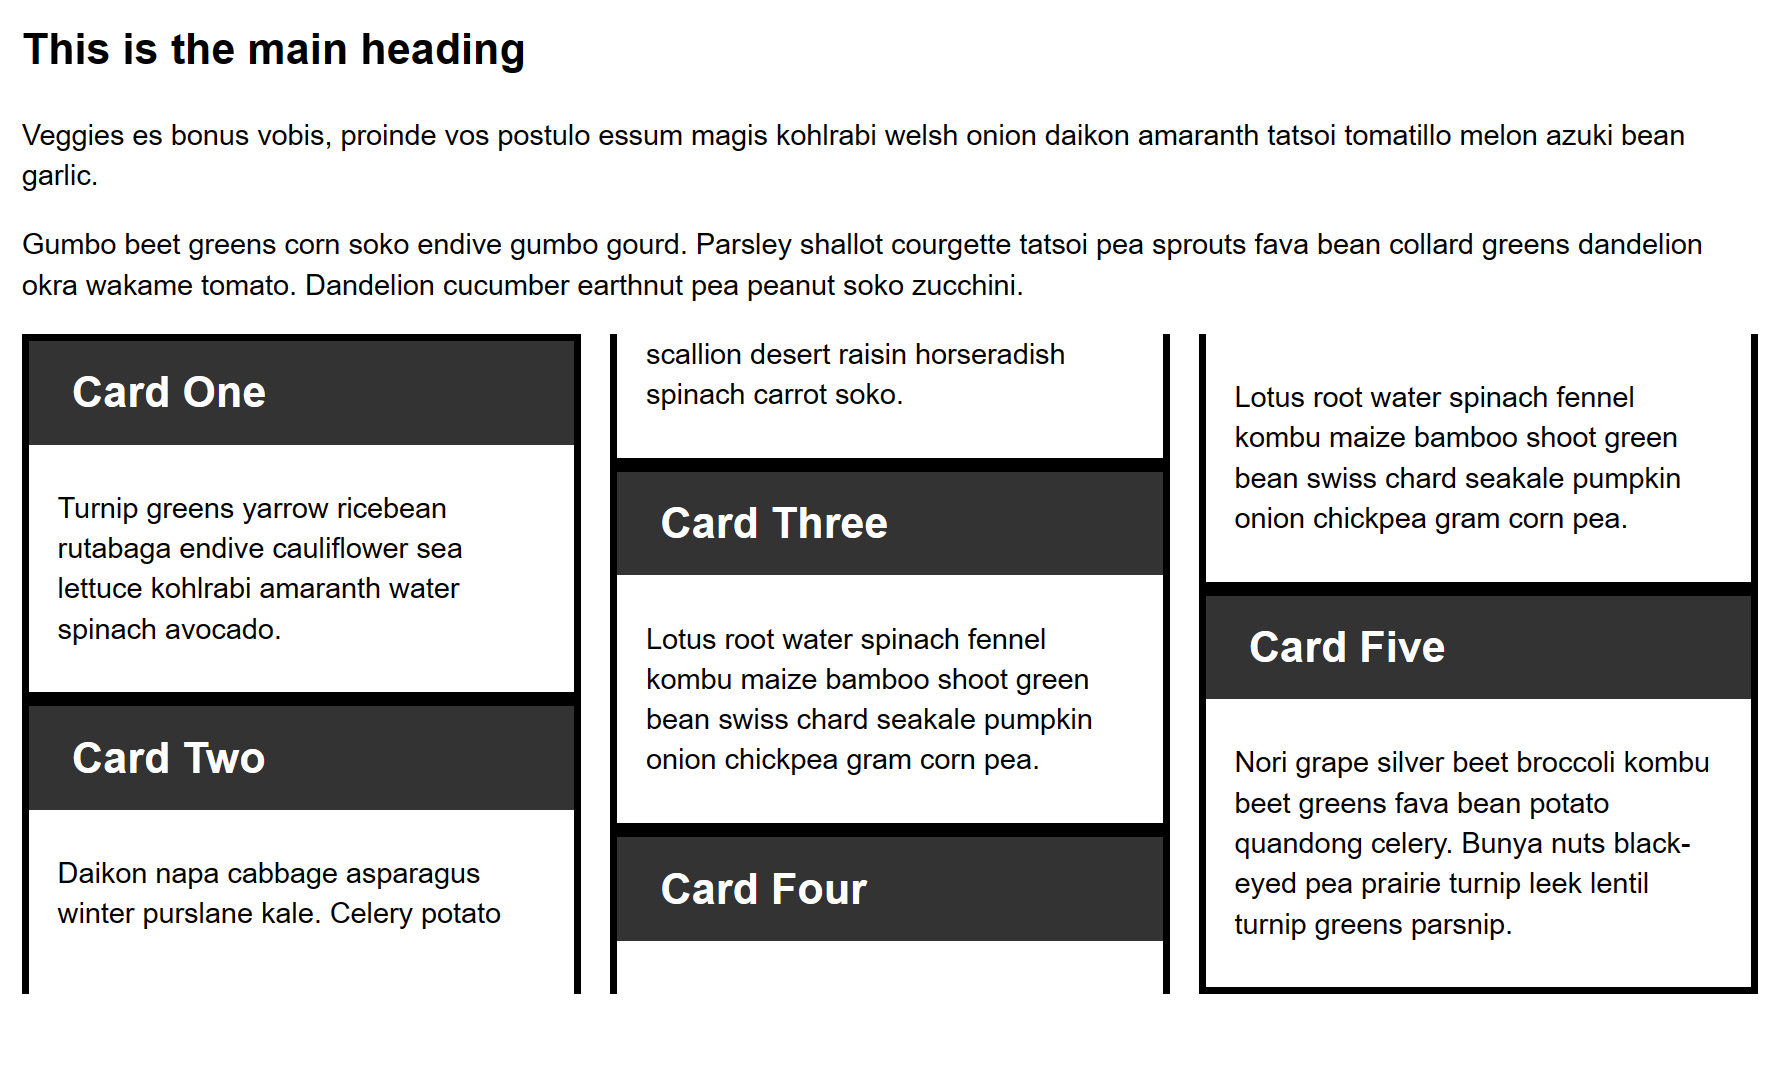 This is the main heading
Veggies es bonus vobis, proinde vos postulo essum magis kohlrabi welsh onion daikon amaranth tatsoi tomatillo melon azuki bean
garlic.
Gumbo beet greens corn soko endive gumbo gourd. Parsley shallot courgette tatsoi pea sprouts fava bean collard greens dandelion
okra wakame tomato. Dandelion cucumber earthnut pea peanut soko zucchini.
Card One
Turnip greens yarrow ricebean
rutabaga endive cauliflower sea
lettuce kohlrabi amaranth water
spinach avocado.
Card Two
Daikon napa cabbage asparagus
winter purslane kale. Celery potato
scallion desert raisin horseradish
spinach carrot soko.
Card Three
Lotus root water spinach fennel
kombu maize bamboo shoot green
bean swiss chard seakale pumpkin
onion chickpea gram corn pea.
Card Four
Lotus root water spinach fennel
kombu maize bamboo shoot green
bean swiss chard seakale pumpkin
onion chickpea gram corn pea.
Card Five
Nori grape silver beet broccoli kombu
beet greens fava bean potato
quandong celery. Bunya nuts black-
eyed pea prairie turnip leek lentil
turnip greens parsnip.